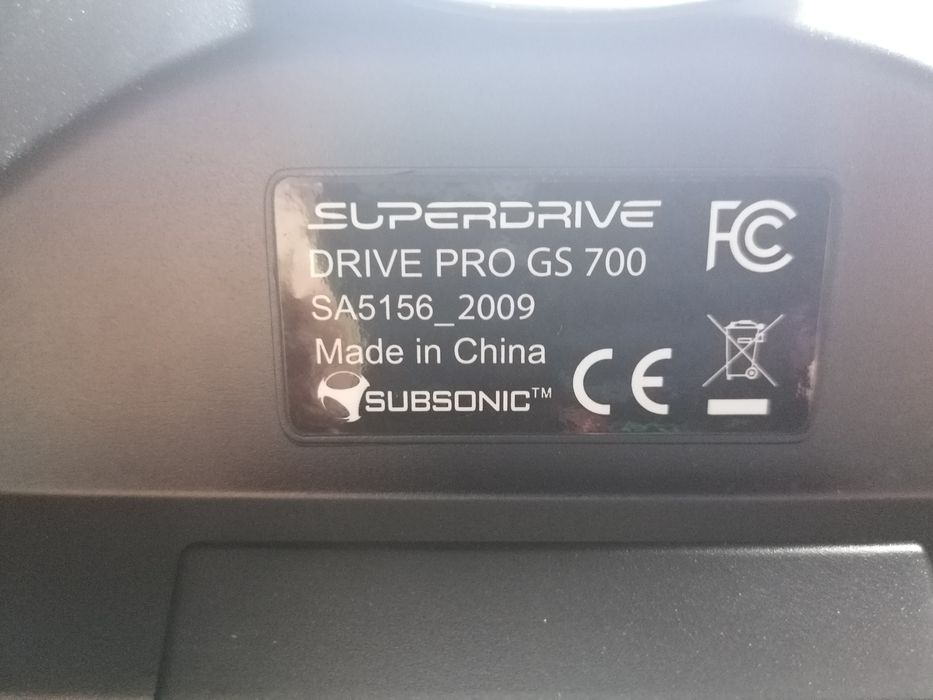 SUPERDRIVE
DRIVE PRO GS 700
SA5156_2009
Made in China
SUBSONIC™
FC
CE